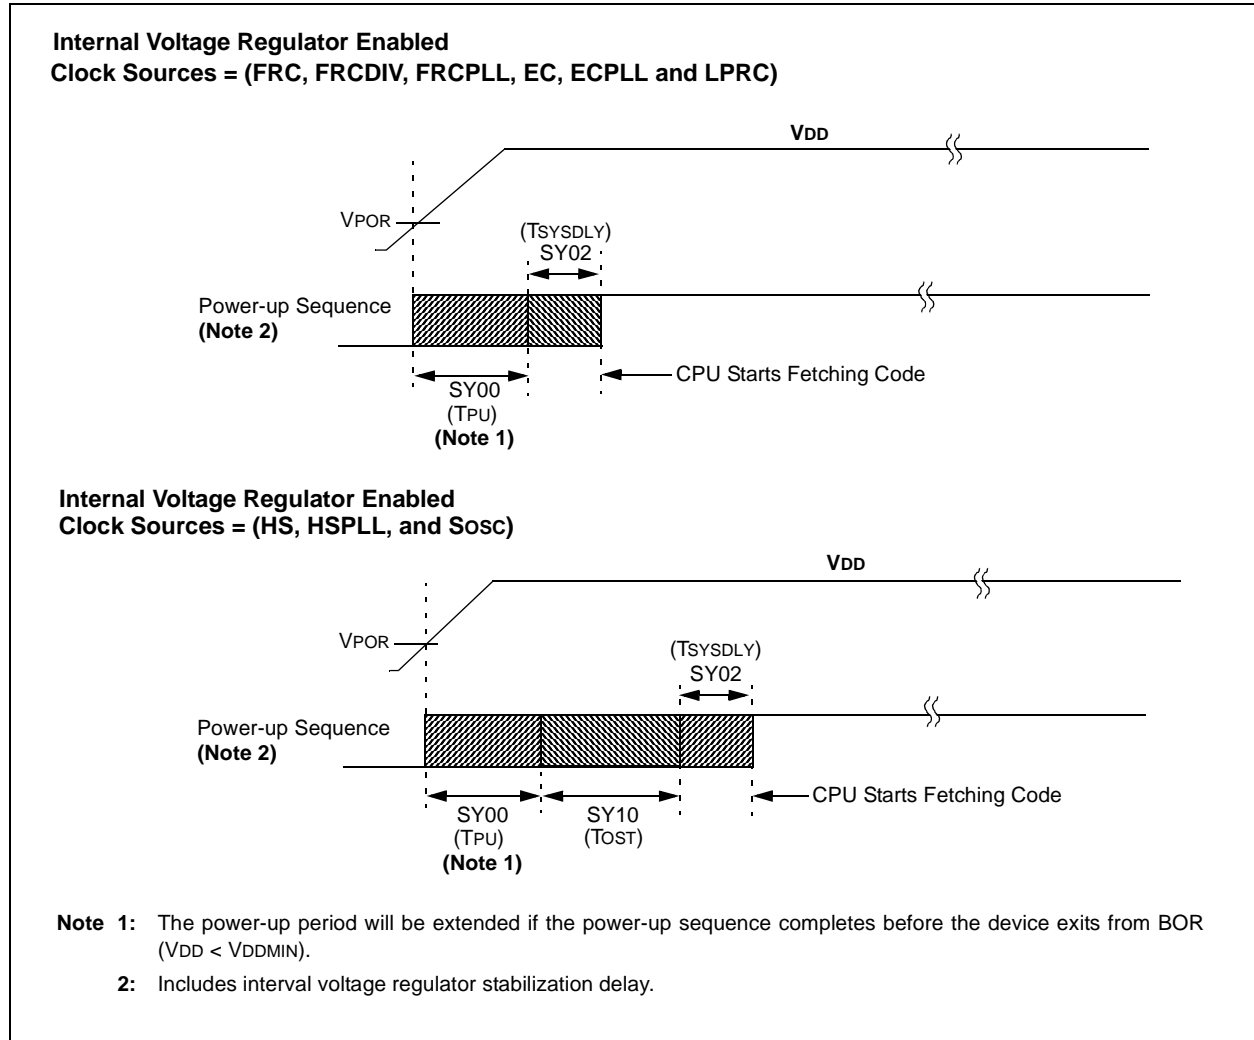 Internal Voltage Regulator Enabled
Clock Sources = (FRC, FRCDIV, FRCPLL, EC, ECPLL and LPRC)
VDD
VPOR
(TSYSDLY)
SY02
Power-up Sequence
(Note 2)
CPU Starts Fetching Code
SY00
(TPU)
(Note 1)
Internal Voltage Regulator Enabled
Clock Sources = (HS, HSPLL, and SOSC)
VDD
VPOR
(TSYSDLY)
SY02
Power-up Sequence
(Note 2)
CPU Starts Fetching Code
SY00
(TPU)
(Note 1)
SY10
(TOST)
Note 1: The power-up period will be extended if the power-up sequence completes before the device exits from BOR
(VDD < VDDMIN).
2: Includes interval voltage regulator stabilization delay.